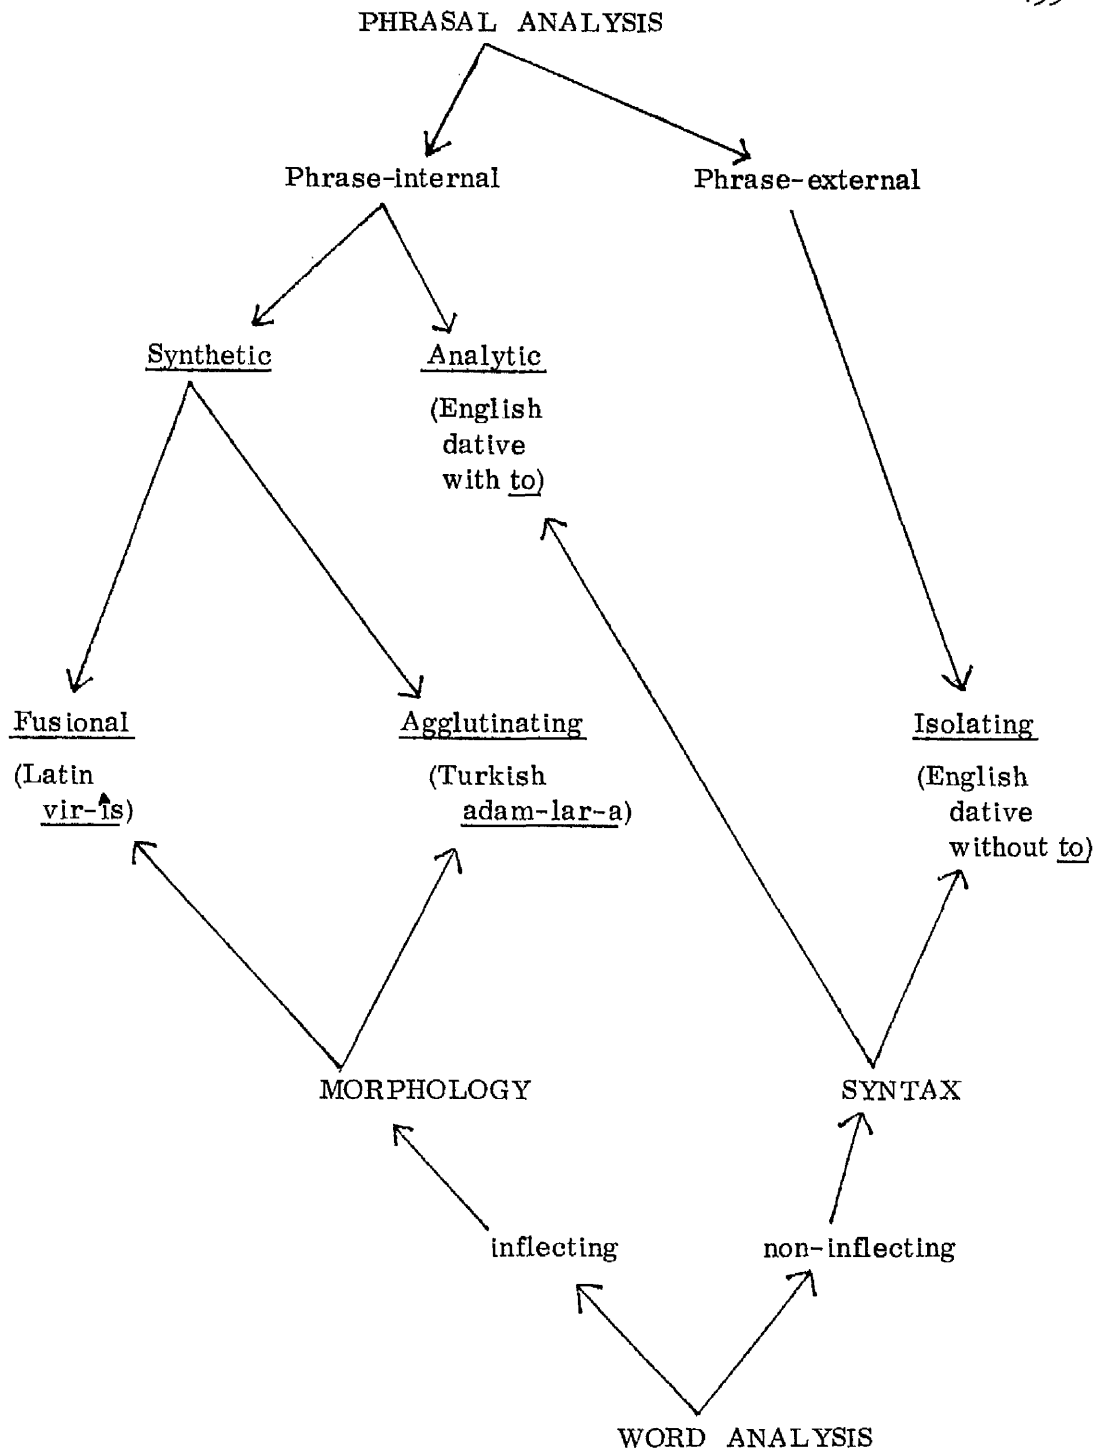 PHRASAL ANALYSIS
Phrase-internal
Phrase-external
Synthetic
Analytic
(English
dative
with to)
Fusional
Agglutinating
Isolating
(Latin
vir-îs)
(Turkish
adam-lar-a)
(English
dative
without to)
MORPHOLOGY
SYNTAX
inflecting
non-inflecting
WORD ANALYSIS